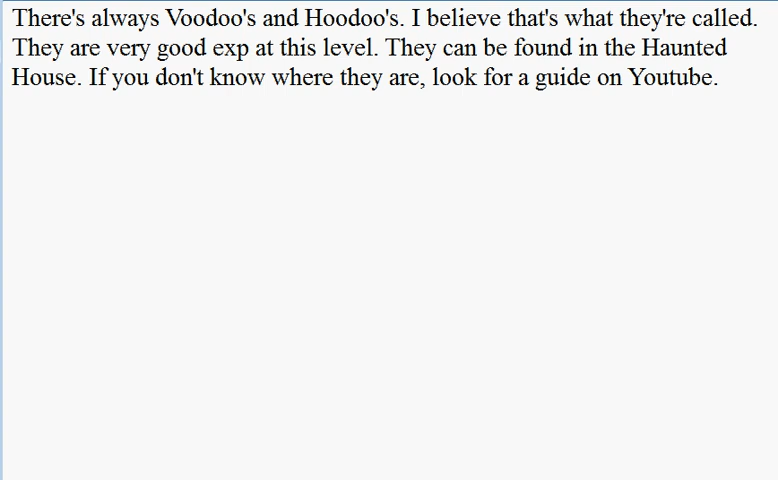 There's always Voodoo's and Hoodoo's. I believe that's what they're called.
They are very good exp at this level. They can be found in the Haunted
House. If you don't know where they are, look for a guide on Youtube.